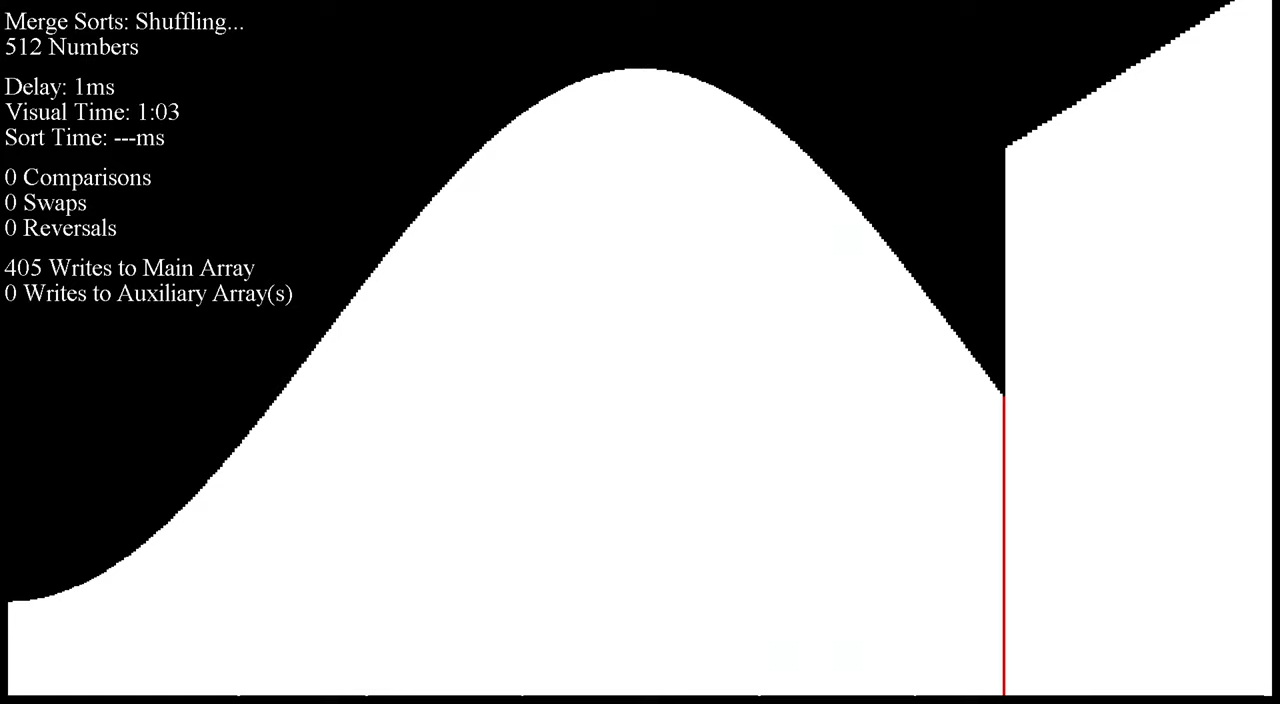 Merge Sorts: Shuffling...
512 Numbers
Delay: 1ms
Visual Time: 1:03
Sort Time: ---ms
0 Comparisons
0 Swaps
0 Reversals
405 Writes to Main Array
0 Writes to Auxiliary Array(s)